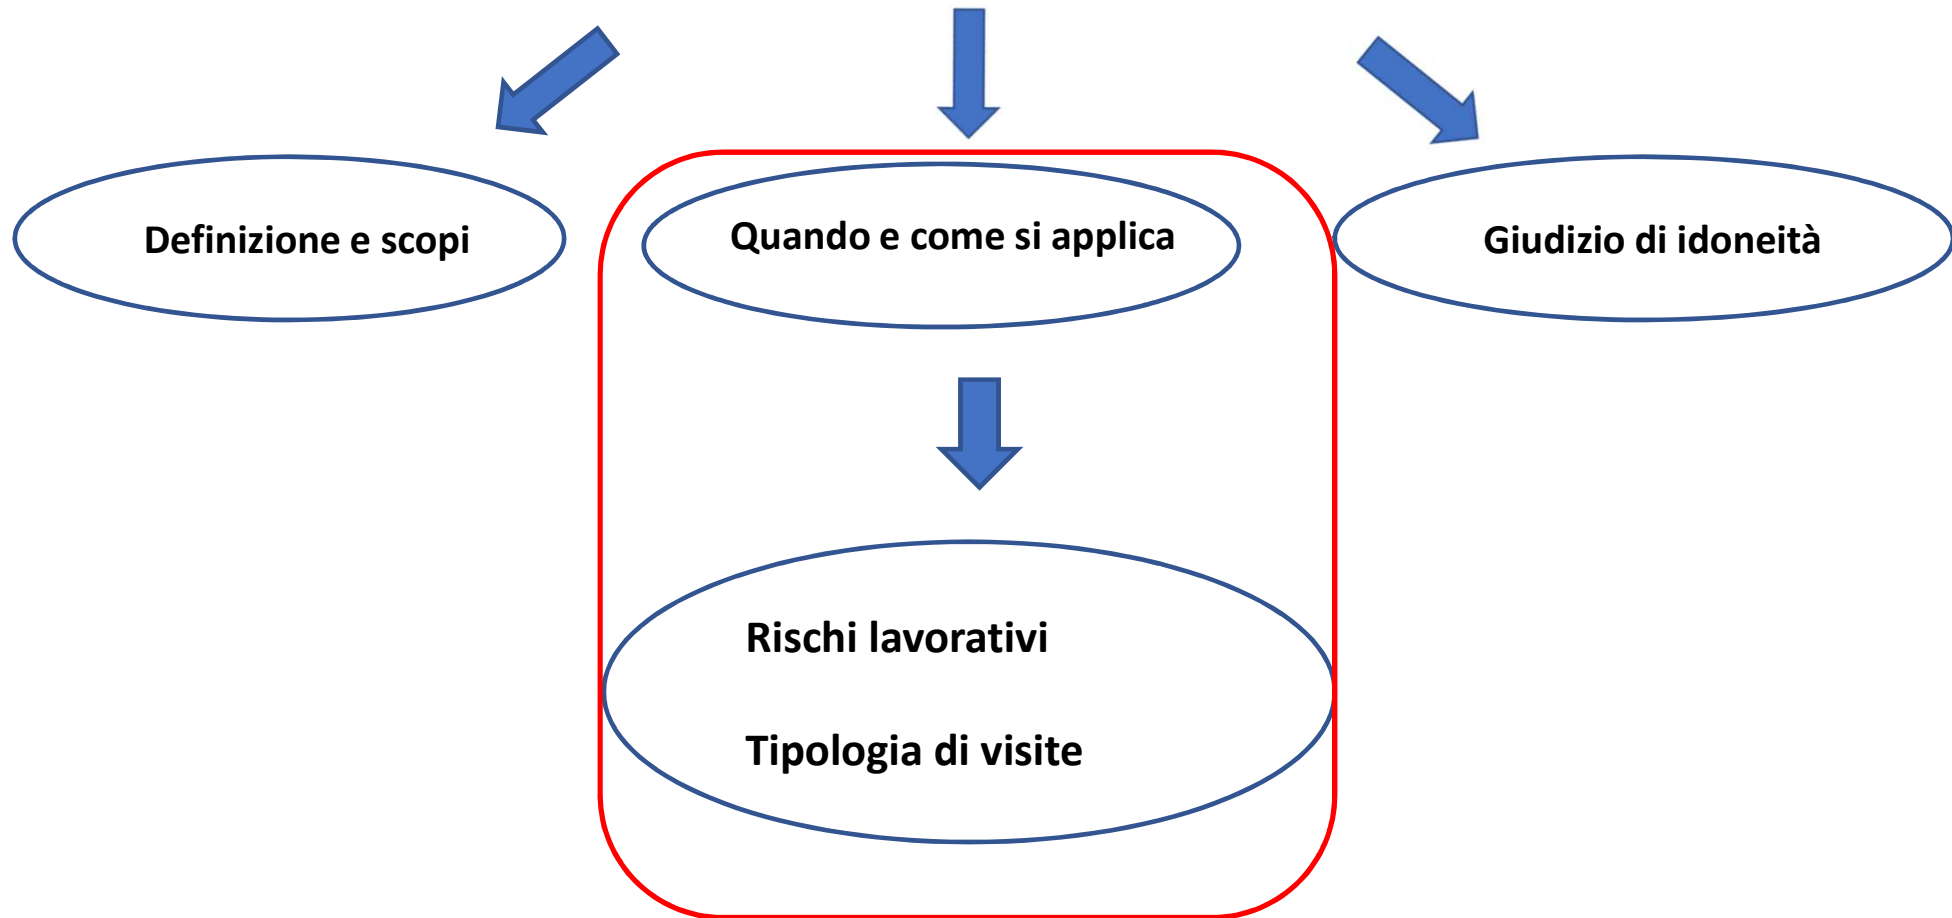 Definizione e scopi
Quando e come si applica
Giudizio di idoneità
Rischi lavorativi
Tipologia di visite